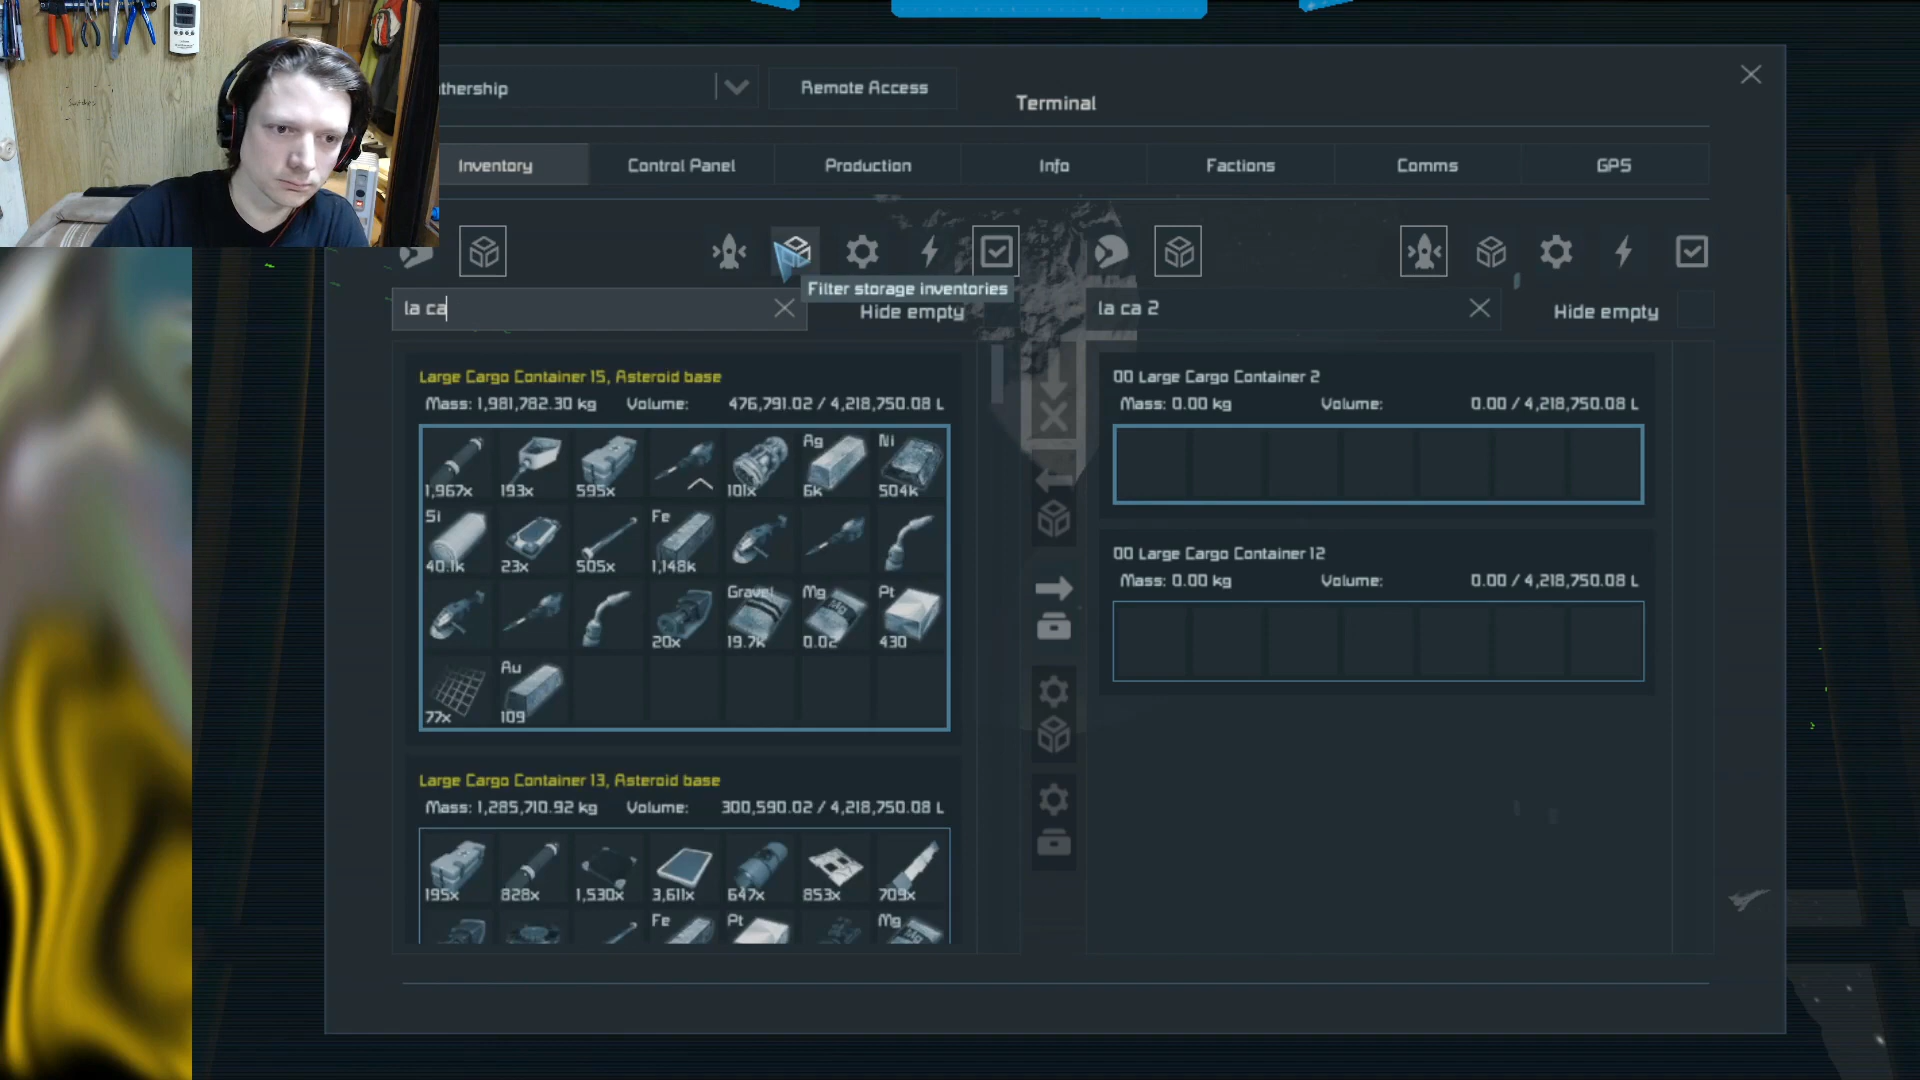 thership
Remote Access
Terminal
Inventory
Control Panel
Production
Info
Factions
Comms
GPS
Filter storage inventories
la ca
Hide empty
la ca 2
Hide empty
Large Cargo Container 15, Asteroid base
Mass: 1,981,782.30 kg Volume: 476,791.02 / 4,218,750.08 L
Ag Ni
1,967x 193x 595x 101x 6k 504k
Si Fe
40.1k 23x 505x 1,148k
Gravel Mg Pt
Mg
20x 19.7k 0.02 430
Au
77x 109
Large Cargo Container 13, Asteroid base
Mass: 1,285,710.92 kg Volume: 300,590.02 / 4,218,750.08 L
195x 828x 1,530x 3,611x 647x 853x 709x
Fe Pt Mg
00 Large Cargo Container 2
Mass: 0.00 kg Volume: 0.00 / 4,218,750.08 L
00 Large Cargo Container 12
Mass: 0.00 kg Volume: 0.00 / 4,218,750.08 L